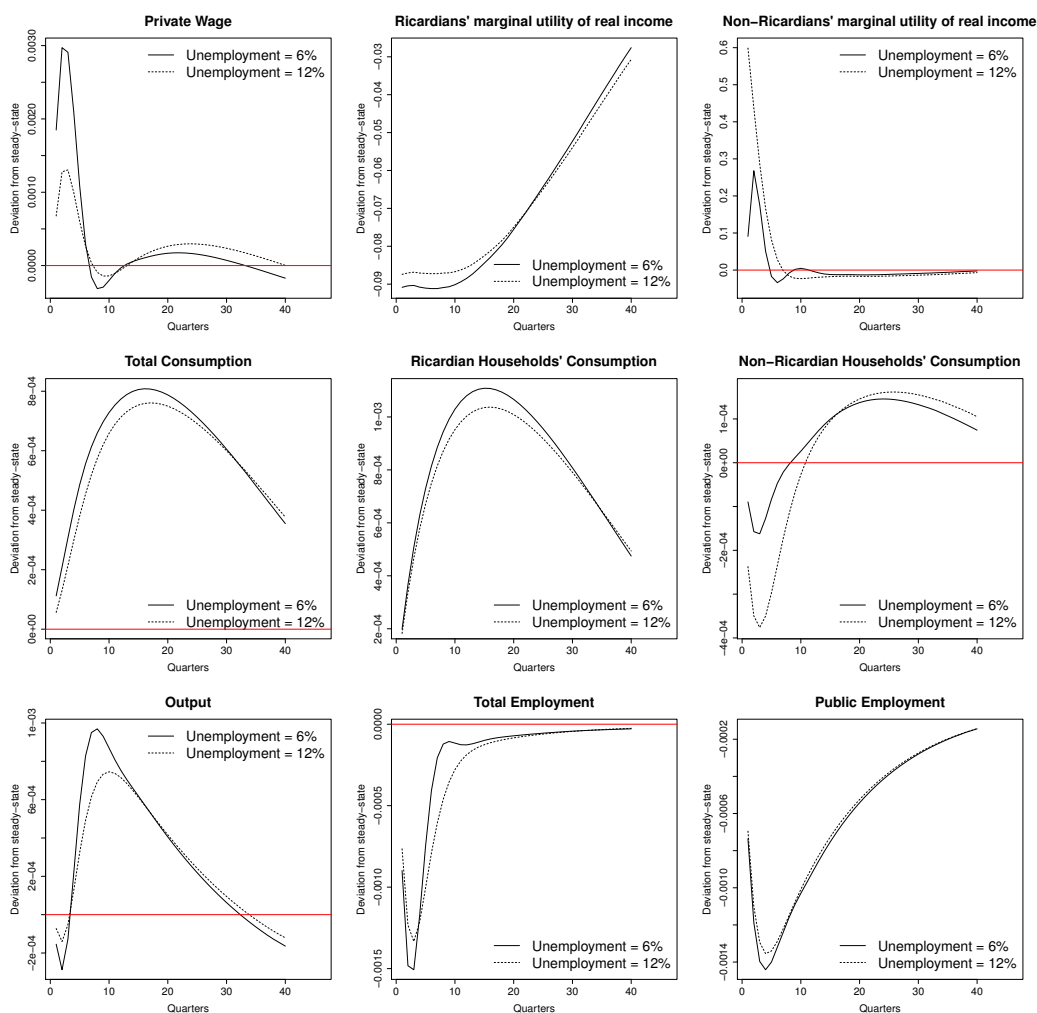 Private Wage
Deviation from steady−state
0.0000 0.0010 0.0020 0.0030
Unemployment = 6%
Unemployment = 12%
0 10 20 30 40
Quarters
Ricardians' marginal utility of real income
Deviation from steady−state
−0.09 −0.08 −0.07 −0.06 −0.05 −0.04 −0.03
Unemployment = 6%
Unemployment = 12%
0 10 20 30 40
Quarters
Non−Ricardians' marginal utility of real income
Deviation from steady−state
0.0 0.1 0.2 0.3 0.4 0.5 0.6
Unemployment = 6%
Unemployment = 12%
0 10 20 30 40
Quarters
Total Consumption
Deviation from steady−state
0e+00 2e−04 4e−04 6e−04 8e−04
Unemployment = 6%
Unemployment = 12%
0 10 20 30 40
Quarters
Ricardian Households' Consumption
Deviation from steady−state
2e−04 4e−04 6e−04 8e−04 1e−03
Unemployment = 6%
Unemployment = 12%
0 10 20 30 40
Quarters
Non−Ricardian Households' Consumption
Deviation from steady−state
−4e−04 −2e−04 0e+00 1e−04
Unemployment = 6%
Unemployment = 12%
0 10 20 30 40
Quarters
Output
Deviation from steady−state
−2e−04 2e−04 6e−04 1e−03
Unemployment = 6%
Unemployment = 12%
0 10 20 30 40
Quarters
Total Employment
Deviation from steady−state
−0.0015 −0.0010 −0.0005 0.0000
Unemployment = 6%
Unemployment = 12%
0 10 20 30 40
Quarters
Public Employment
Deviation from steady−state
−0.0014 −0.0010 −0.0006 −0.0002
Unemployment = 6%
Unemployment = 12%
0 10 20 30 40
Quarters